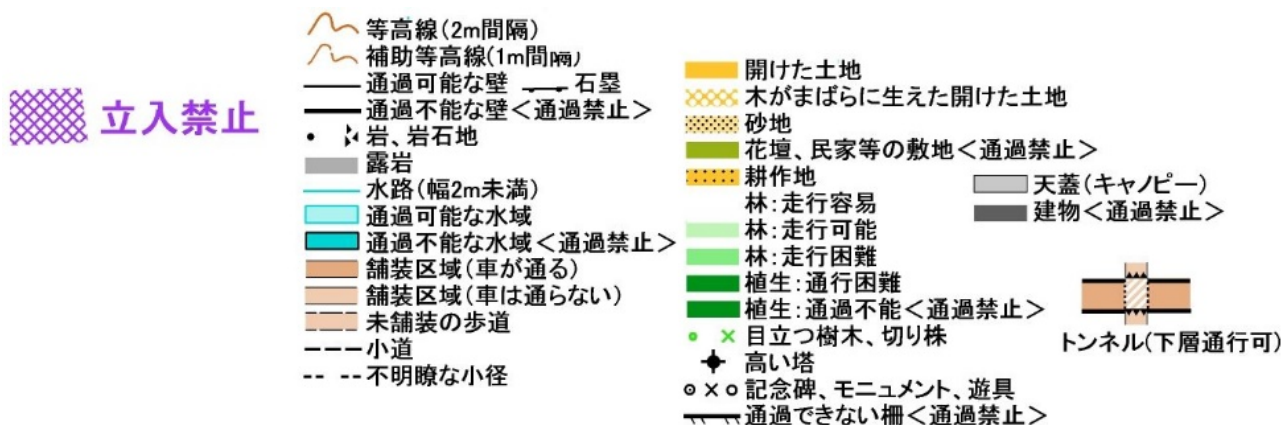 立入禁止
等高線(2m間隔)
補助等高線(1m間隔)
通過可能な壁 石塁
通過不能な壁<通過禁止>
岩、岩石地
露岩
水路(幅2m未満)
通過可能な水域
通過不能な水域<通過禁止>
舗装区域(車が通る)
舗装区域(車は通らない)
未舗装の歩道
小道
不明瞭な小径
開けた土地
木がまばらに生えた開けた土地
砂地
花壇、民家等の敷地<通過禁止>
耕作地
林:走行容易
林:走行可能
林:走行困難
植生:通行困難
植生:通過不能<通過禁止>
目立つ樹木、切り株
高い塔
記念碑、モニュメント、遊具
通過できない柵<通過禁止>
天蓋(キャノピー)
建物<通過禁止>
トンネル(下層通行可)